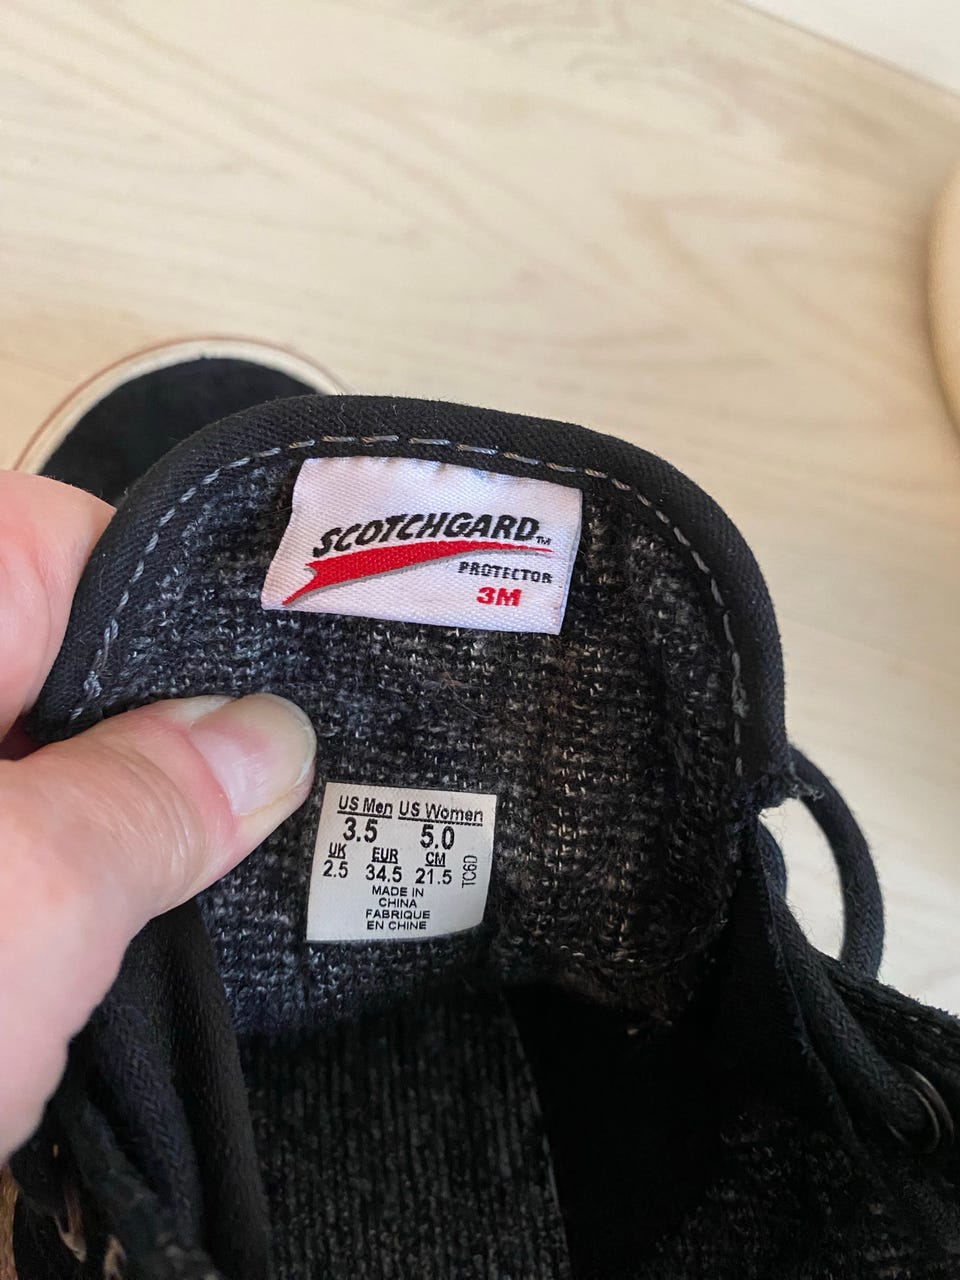 SCOTCHGARD™
PROTECTOR
3M
US Men US Women
3.5 5.0
UK EUR CM
2.5 34.5 21.5
TC6D
MADE IN
CHINA
FABRIQUE
EN CHINE